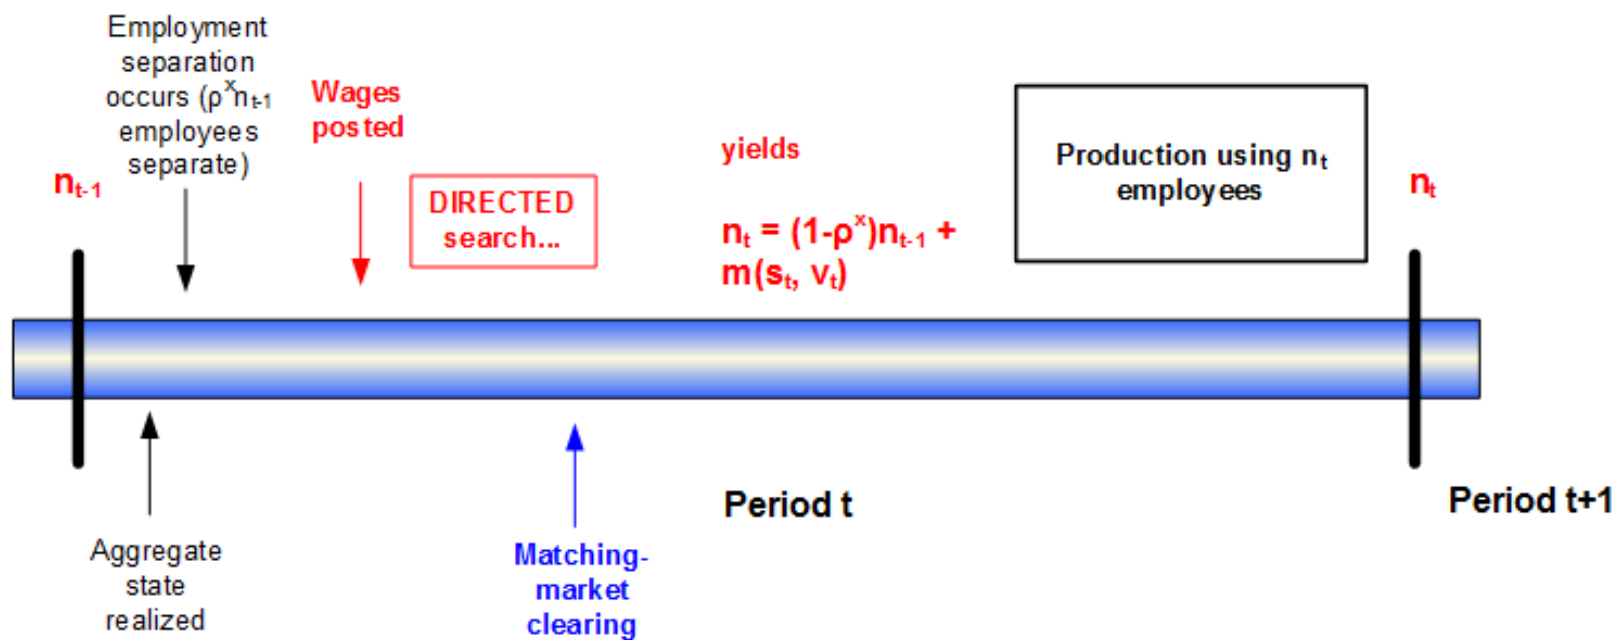 Employment
separation
occurs (ρˣnₜ₋₁
employees
separate)
nₜ₋₁
Wages
posted
DIRECTED
search...
yields
nₜ = (1-ρˣ)nₜ₋₁ +
m(sₜ, vₜ)
Production using nₜ
employees
nₜ
Aggregate
state
realized
Matching-
market
clearing
Period t
Period t+1